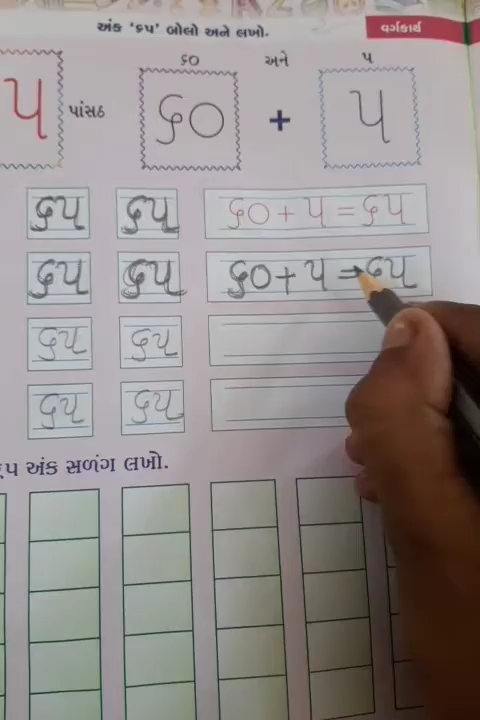 અંક '૬૫' બોલો અને લખો.
વર્ગકાર્ય
૬૦ અને ૫
૫ પાંસઠ ૬૦ + ૫
૬૫ ૬૫ ૬૦ + ૫ = ૬૫
૬૫ ૬૫ ૬૦ + ૫ = ૬૫
૬૫ ૬૫
૬૫ ૬૫
અંક સળંગ લખો.